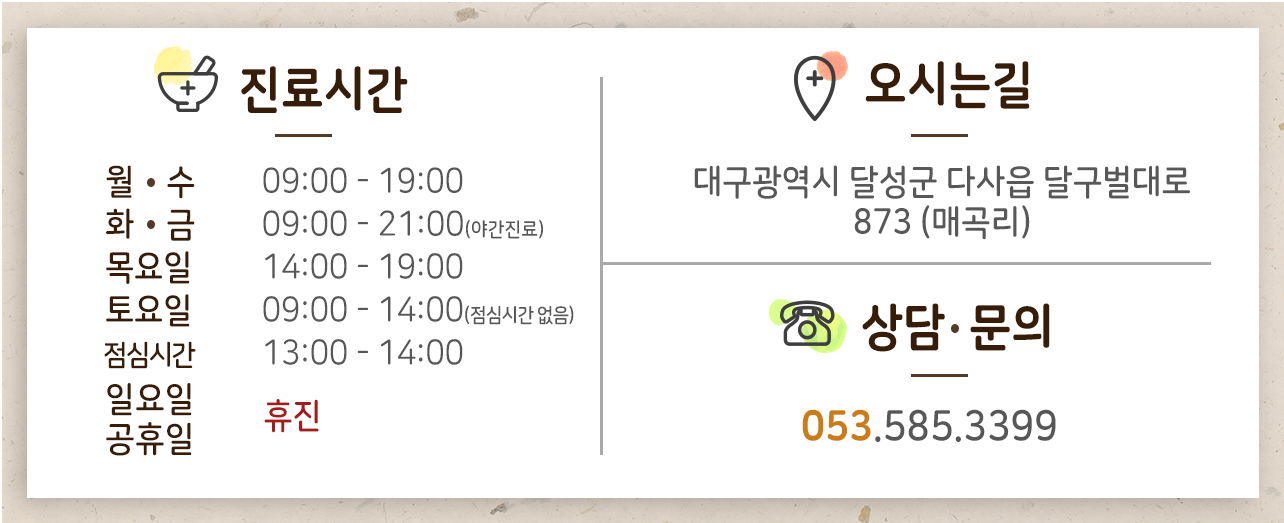 진료시간
월 • 수 09:00 - 19:00
화 • 금 09:00 - 21:00(야간진료)
목요일 14:00 - 19:00
토요일 09:00 - 14:00(점심시간 없음)
점심시간 13:00 - 14:00
일요일
공휴일
휴진
오시는길
대구광역시 달성군 다사읍 달구벌대로
873 (매곡리)
상담·문의
053.585.3399